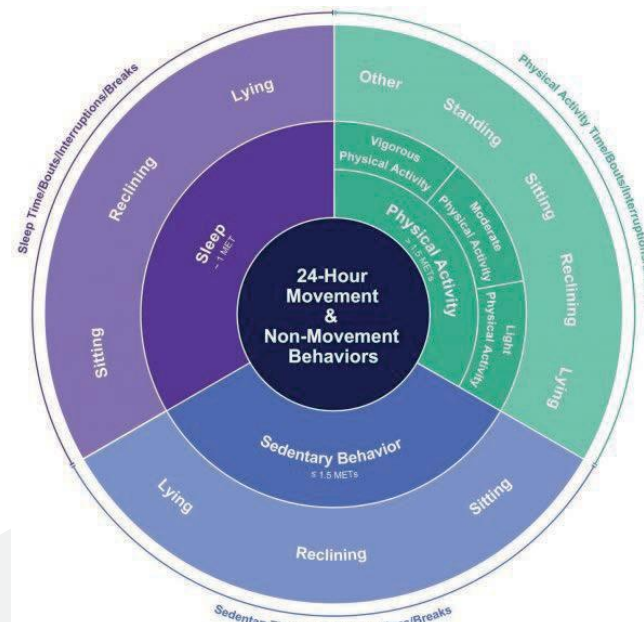 24-Hour
Movement
&
Non-Movement
Behaviors
Sleep
~ 1 MET
Lying
Reclining
Sitting
Sleep Time/Bouts/Interruptions/Breaks
Physical Activity
> 1.5 METs
Vigorous
Physical Activity
Moderate
Physical Activity
Light
Physical Activity
Other
Standing
Sitting
Reclining
Lying
Physical Activity Time/Bouts/Interruptions
Sedentary Behavior
≤ 1.5 METs
Lying
Reclining
Sitting
/Breaks